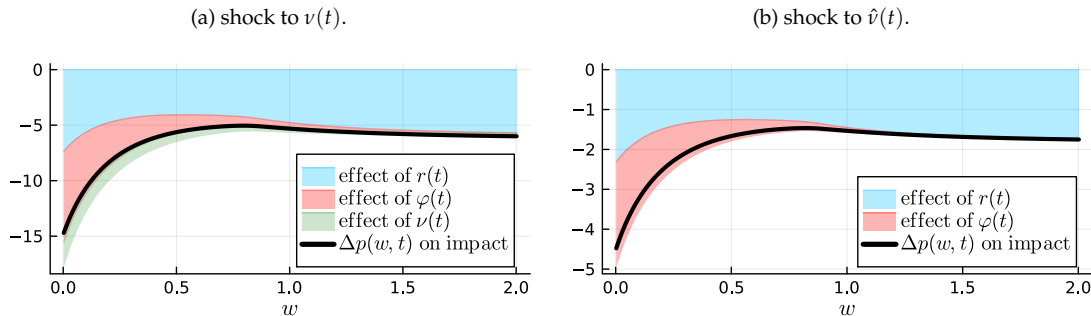 (a) shock to ν(t).
0
−5
−10
−15
0.0 0.5 1.0 1.5 2.0
w
effect of r(t)
effect of φ(t)
effect of ν(t)
Δp(w, t) on impact
(b) shock to ν̂(t).
0
−1
−2
−3
−4
−5
0.0 0.5 1.0 1.5 2.0
w
effect of r(t)
effect of φ(t)
Δp(w, t) on impact